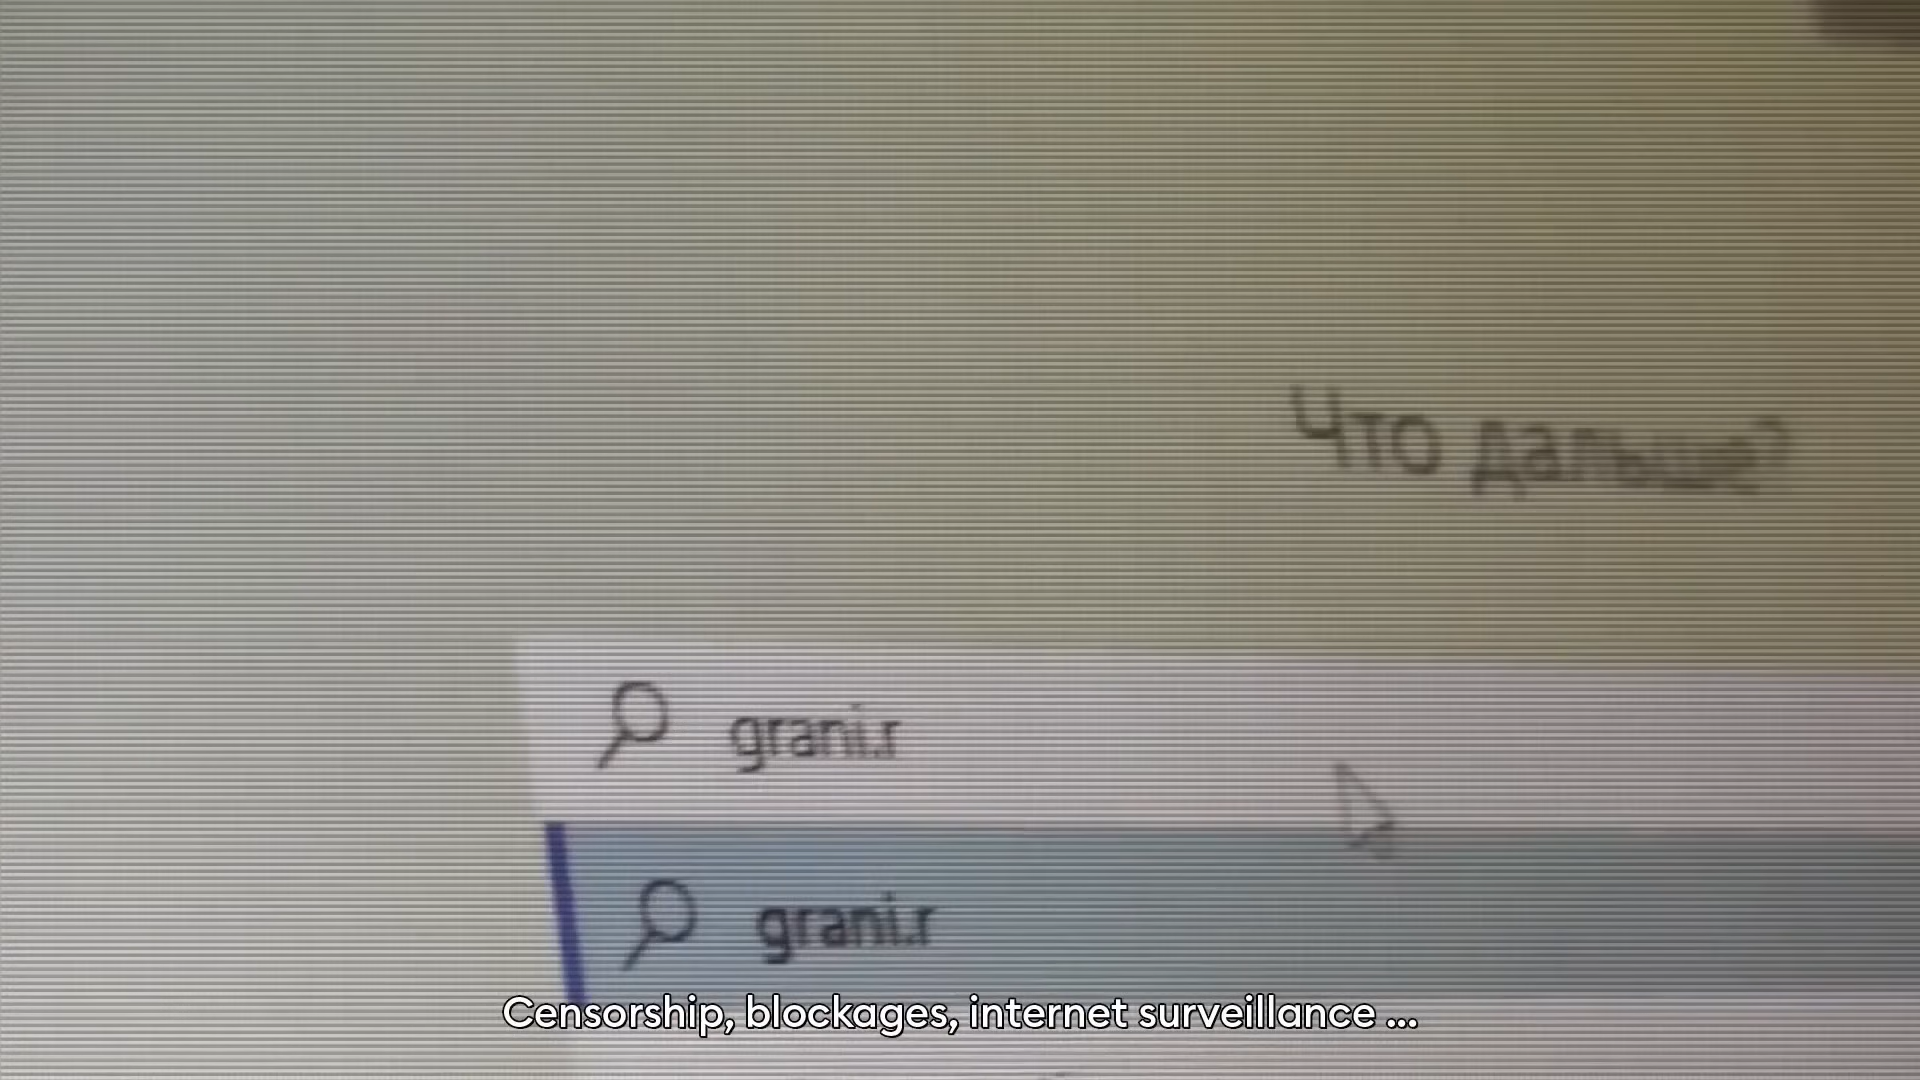 Что дальше?
grani.r
grani.r
Censorship, blockages, internet surveillance ...